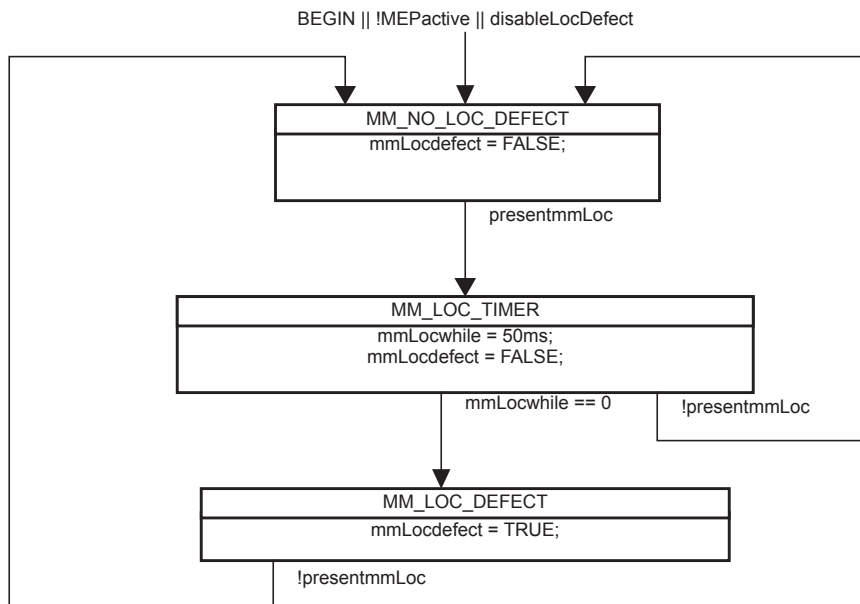 BEGIN || !MEPactive || disableLocDefect
MM_NO_LOC_DEFECT
mmLocdefect = FALSE;
presentmmLoc
MM_LOC_TIMER
mmLocwhile = 50ms;
mmLocdefect = FALSE;
mmLocwhile == 0
!presentmmLoc
MM_LOC_DEFECT
mmLocdefect = TRUE;
!presentmmLoc